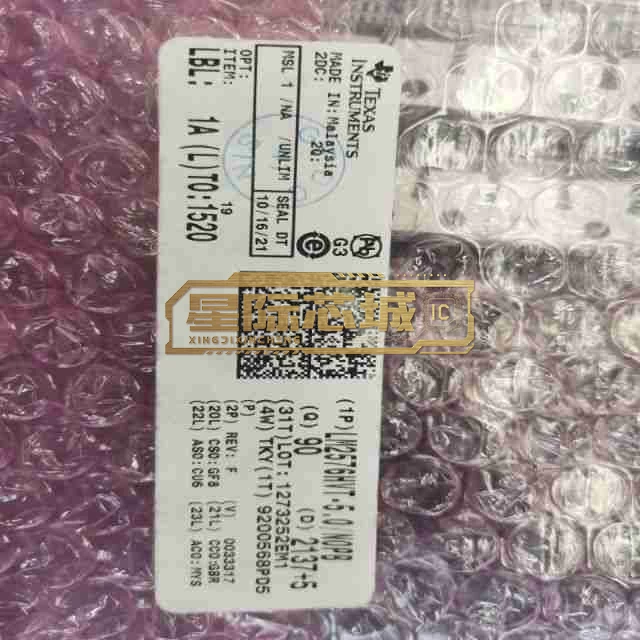 TEXAS
INSTRUMENTS
MADE IN: Malaysia
2DC: 2D:
MSL 1 /NA /UNLIM SEAL DT
10/16/21
OPT:
ITEM: 19
LBL: 1A (L)TO:1520
G3
(1P) LM2576HVT-5.0/NOPB
(Q) 90 (D) 2137+5
(31T)LOT: 1273252EM1
(4W) TKY(1T) 9200568PD5
(P)
(2P) REV: F (V) 0033317
(20L) CSO:GF8 (21L) CCO:GBR
(22L) ASO:CU6 (23L) ACO:MYS
星际芯城 IC